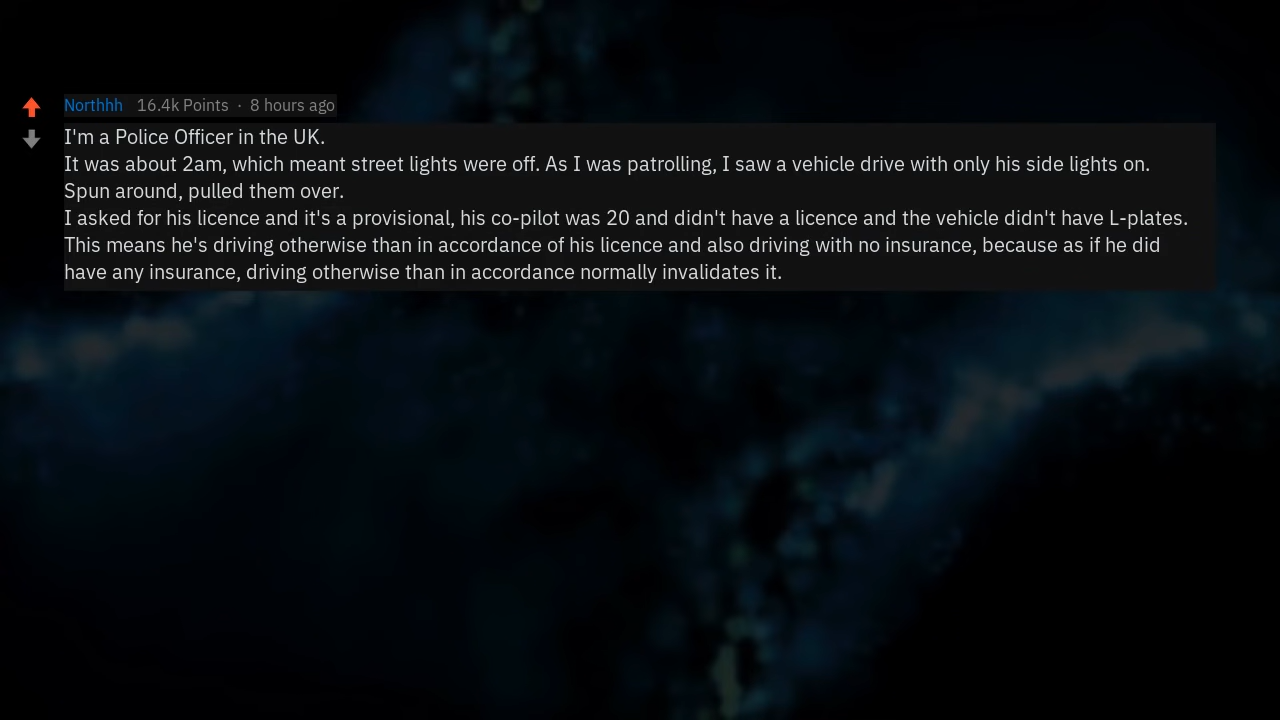 Northhh 16.4k Points · 8 hours ago
I'm a Police Officer in the UK.
It was about 2am, which meant street lights were off. As I was patrolling, I saw a vehicle drive with only his side lights on.
Spun around, pulled them over.
I asked for his licence and it's a provisional, his co-pilot was 20 and didn't have a licence and the vehicle didn't have L-plates.
This means he's driving otherwise than in accordance of his licence and also driving with no insurance, because as if he did
have any insurance, driving otherwise than in accordance normally invalidates it.